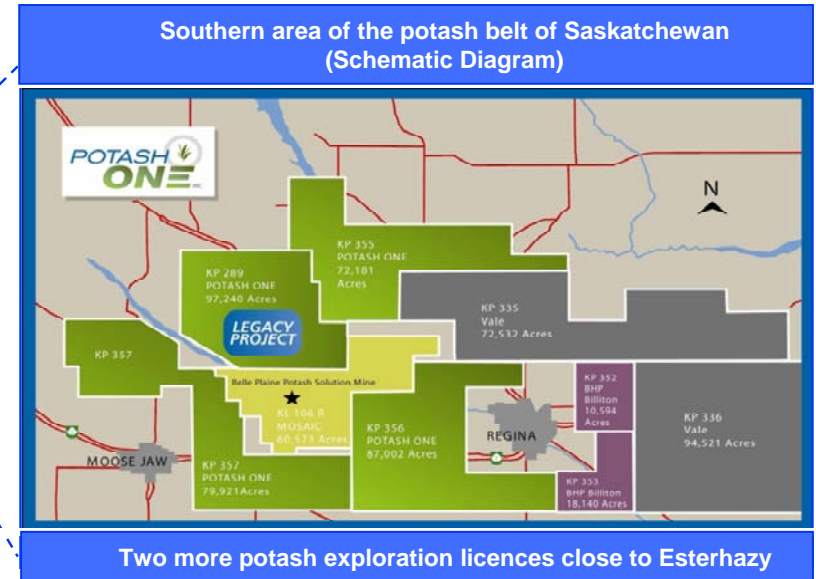 Southern area of the potash belt of Saskatchewan
(Schematic Diagram)
POTASH
ONE INC
N
KP 355
POTASH ONE
72,181
Acres
KP 289
POTASH ONE
97,240 Acres
LEGACY
PROJECT
KP 335
Vale
72,532 Acres
KP 357
Belle Plaine Potash Solution Mine
KL 106 R
MOSAIC
60,573 Acres
KP 352
BHP
Billiton
10,594
Acres
KP 356
POTASH ONE
87,002 Acres
REGINA
KP 336
Vale
94,521 Acres
MOOSE JAW
KP 357
POTASH ONE
79,921 Acres
KP 353
BHP Billiton
18,140 Acres
Two more potash exploration licences close to Esterhazy